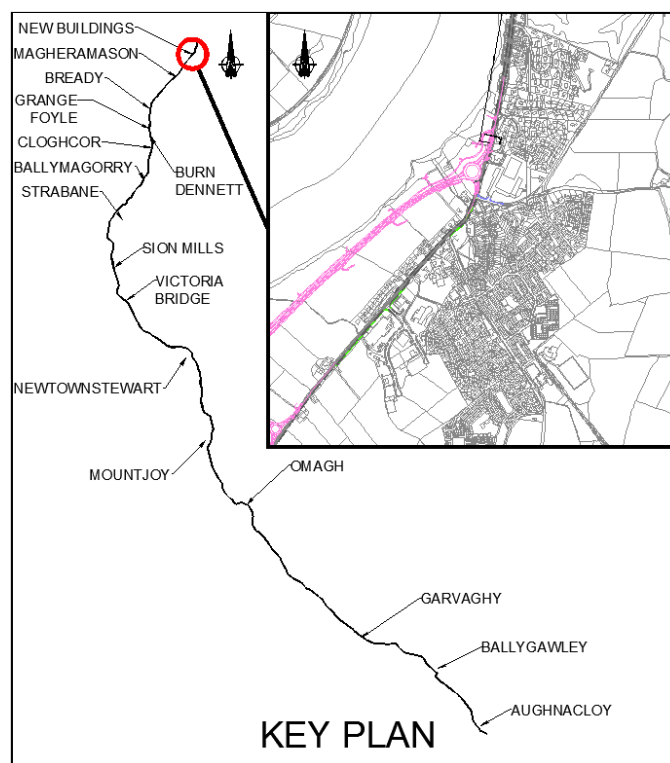 NEW BUILDINGS
MAGHERAMASON
BREADY
GRANGE
FOYLE
CLOGHCOR
BURN
DENNETT
BALLYMAGORRY
STRABANE
SION MILLS
VICTORIA
BRIDGE
NEWTOWNSTEWART
MOUNTJOY
OMAGH
GARVAGHY
BALLYGAWLEY
AUGHNACLOY
KEY PLAN